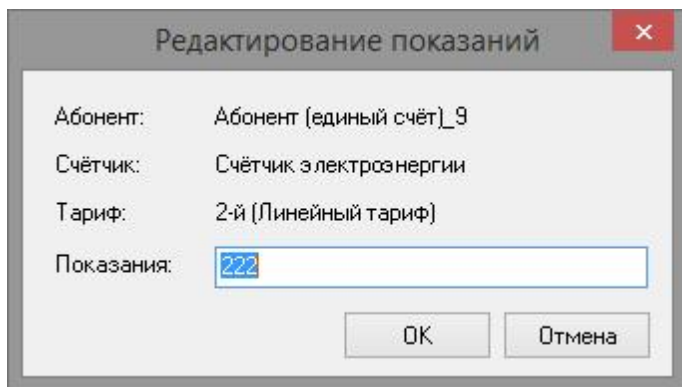 Редактирование показаний
Абонент: Абонент (единый счёт)_9
Счётчик: Счётчик электроэнергии
Тариф: 2-й (Линейный тариф)
Показания: 222
OK Отмена